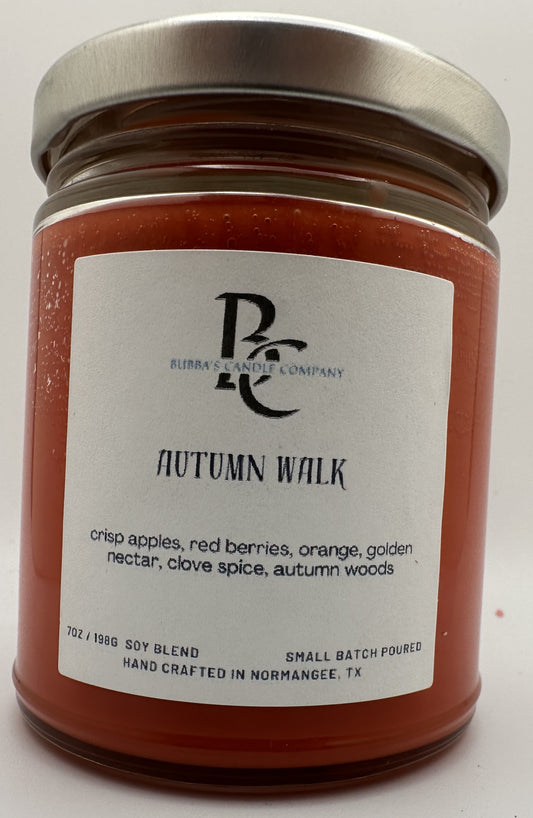 BC
BUBBA'S CANDLE COMPANY
AUTUMN WALK
crisp apples, red berries, orange, golden
nectar, clove spice, autumn woods
7OZ / 198G SOY BLEND
SMALL BATCH POURED
HAND CRAFTED IN NORMANGEE, TX